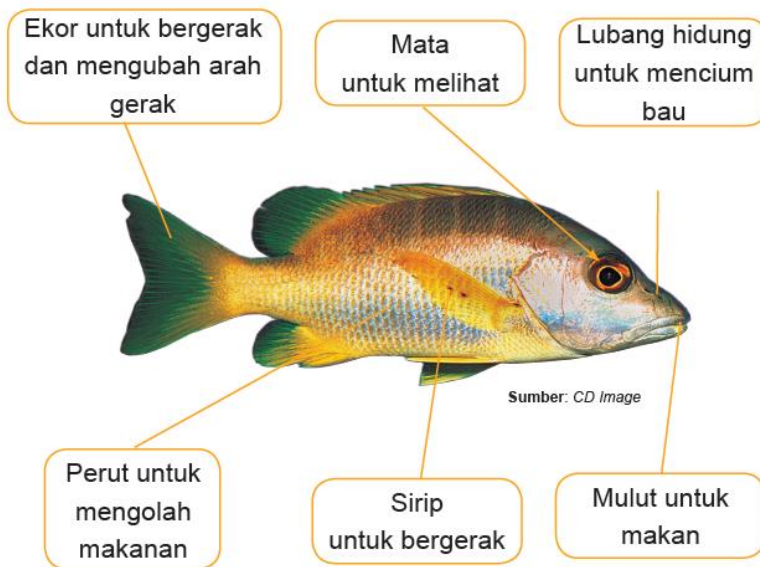 Ekor untuk bergerak
dan mengubah arah
gerak
Mata
untuk melihat
Lubang hidung
untuk mencium
bau
Sumber: CD Image
Perut untuk
mengolah
makanan
Sirip
untuk bergerak
Mulut untuk
makan